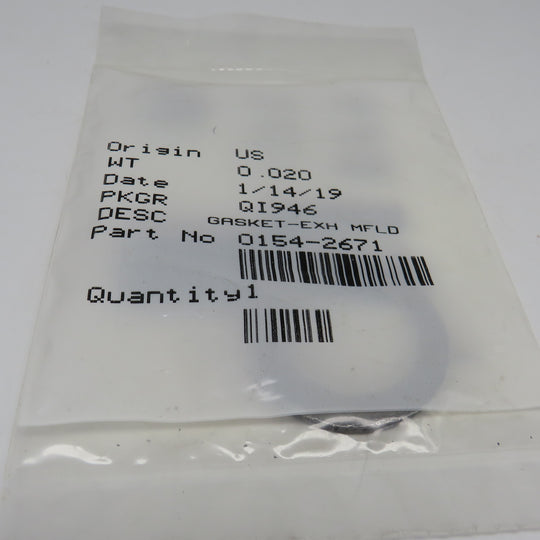 Origin US
WT 0.020
Date 1/14/19
PKGR QI946
DESC GASKET-EXH MFLD
Part No 0154-2671
Quantity1